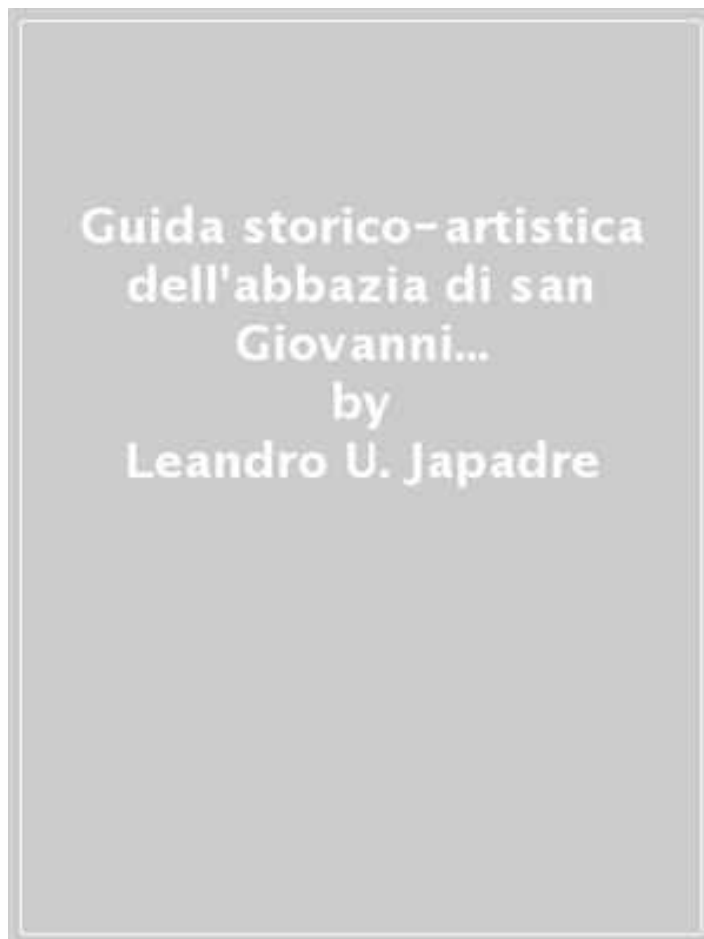 Guida storico-artistica
dell'abbazia di san
Giovanni...
by
Leandro U. Japadre